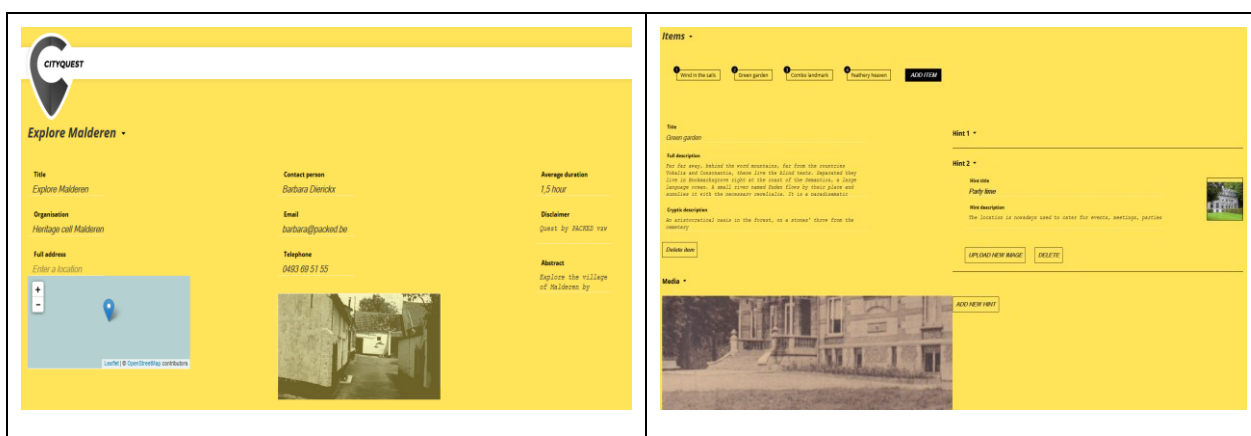 CITYQUEST
Explore Malderen
Title
Explore Malderen
Organisation
Heritage cell Malderen
Full address
Enter a location
+
-
Leaflet | © OpenStreetMap contributors
Contact person
Barbara Dierickx
Email
barbara@packed.be
Telephone
0493 69 51 55
Average duration
1,5 hour
Disclaimer
Quest by PACKED vzw
Abstract
Explore the village
of Malderen by
Items
1 Wind in the sails
2 Green garden
3 Combo landmark
4 Feathery heaven
ADD ITEM
Title
Green garden
Full description
Far far away, behind the word mountains, far from the countries
Vokalia and Consonantia, there live the blind texts. Separated they
live in Bookmarksgrove right at the coast of the Semantics, a large
language ocean. A small river named Duden flows by their place and
supplies it with the necessary regelialia. It is a paradisematic
Cryptic description
An aristocratical oasis in the forest, on a stones' throw from the
cemetery
Delete item
Media
Hint 1
Hint 2
Hint title
Party time
Hint description
The location is nowadays used to cater for events, meetings, parties
UPLOAD NEW IMAGE
DELETE
ADD NEW HINT